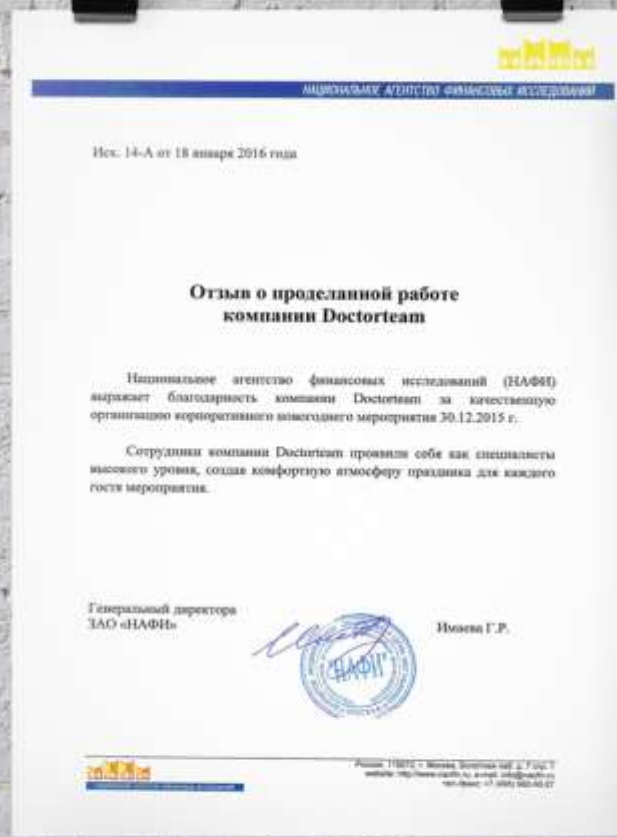 НАЦИОНАЛЬНОЕ АГЕНТСТВО ФИНАНСОВЫХ ИССЛЕДОВАНИЙ
Исх. 14-А от 18 января 2016 года
Отзыв о проделанной работе
компании Doctorteam
Национальное агентство финансовых исследований (НАФИ)
выражает благодарность компании Doctorteam за качественную
организацию корпоративного новогоднего мероприятия 30.12.2015 г.
Сотрудники компании Doctorteam проявили себя как специалисты
высокого уровня, создав комфортную атмосферу праздника для каждого
гостя мероприятия.
Генеральный директора
ЗАО «НАФИ»
Имаева Г.Р.
"НАФИ"
Россия, г. Москва,